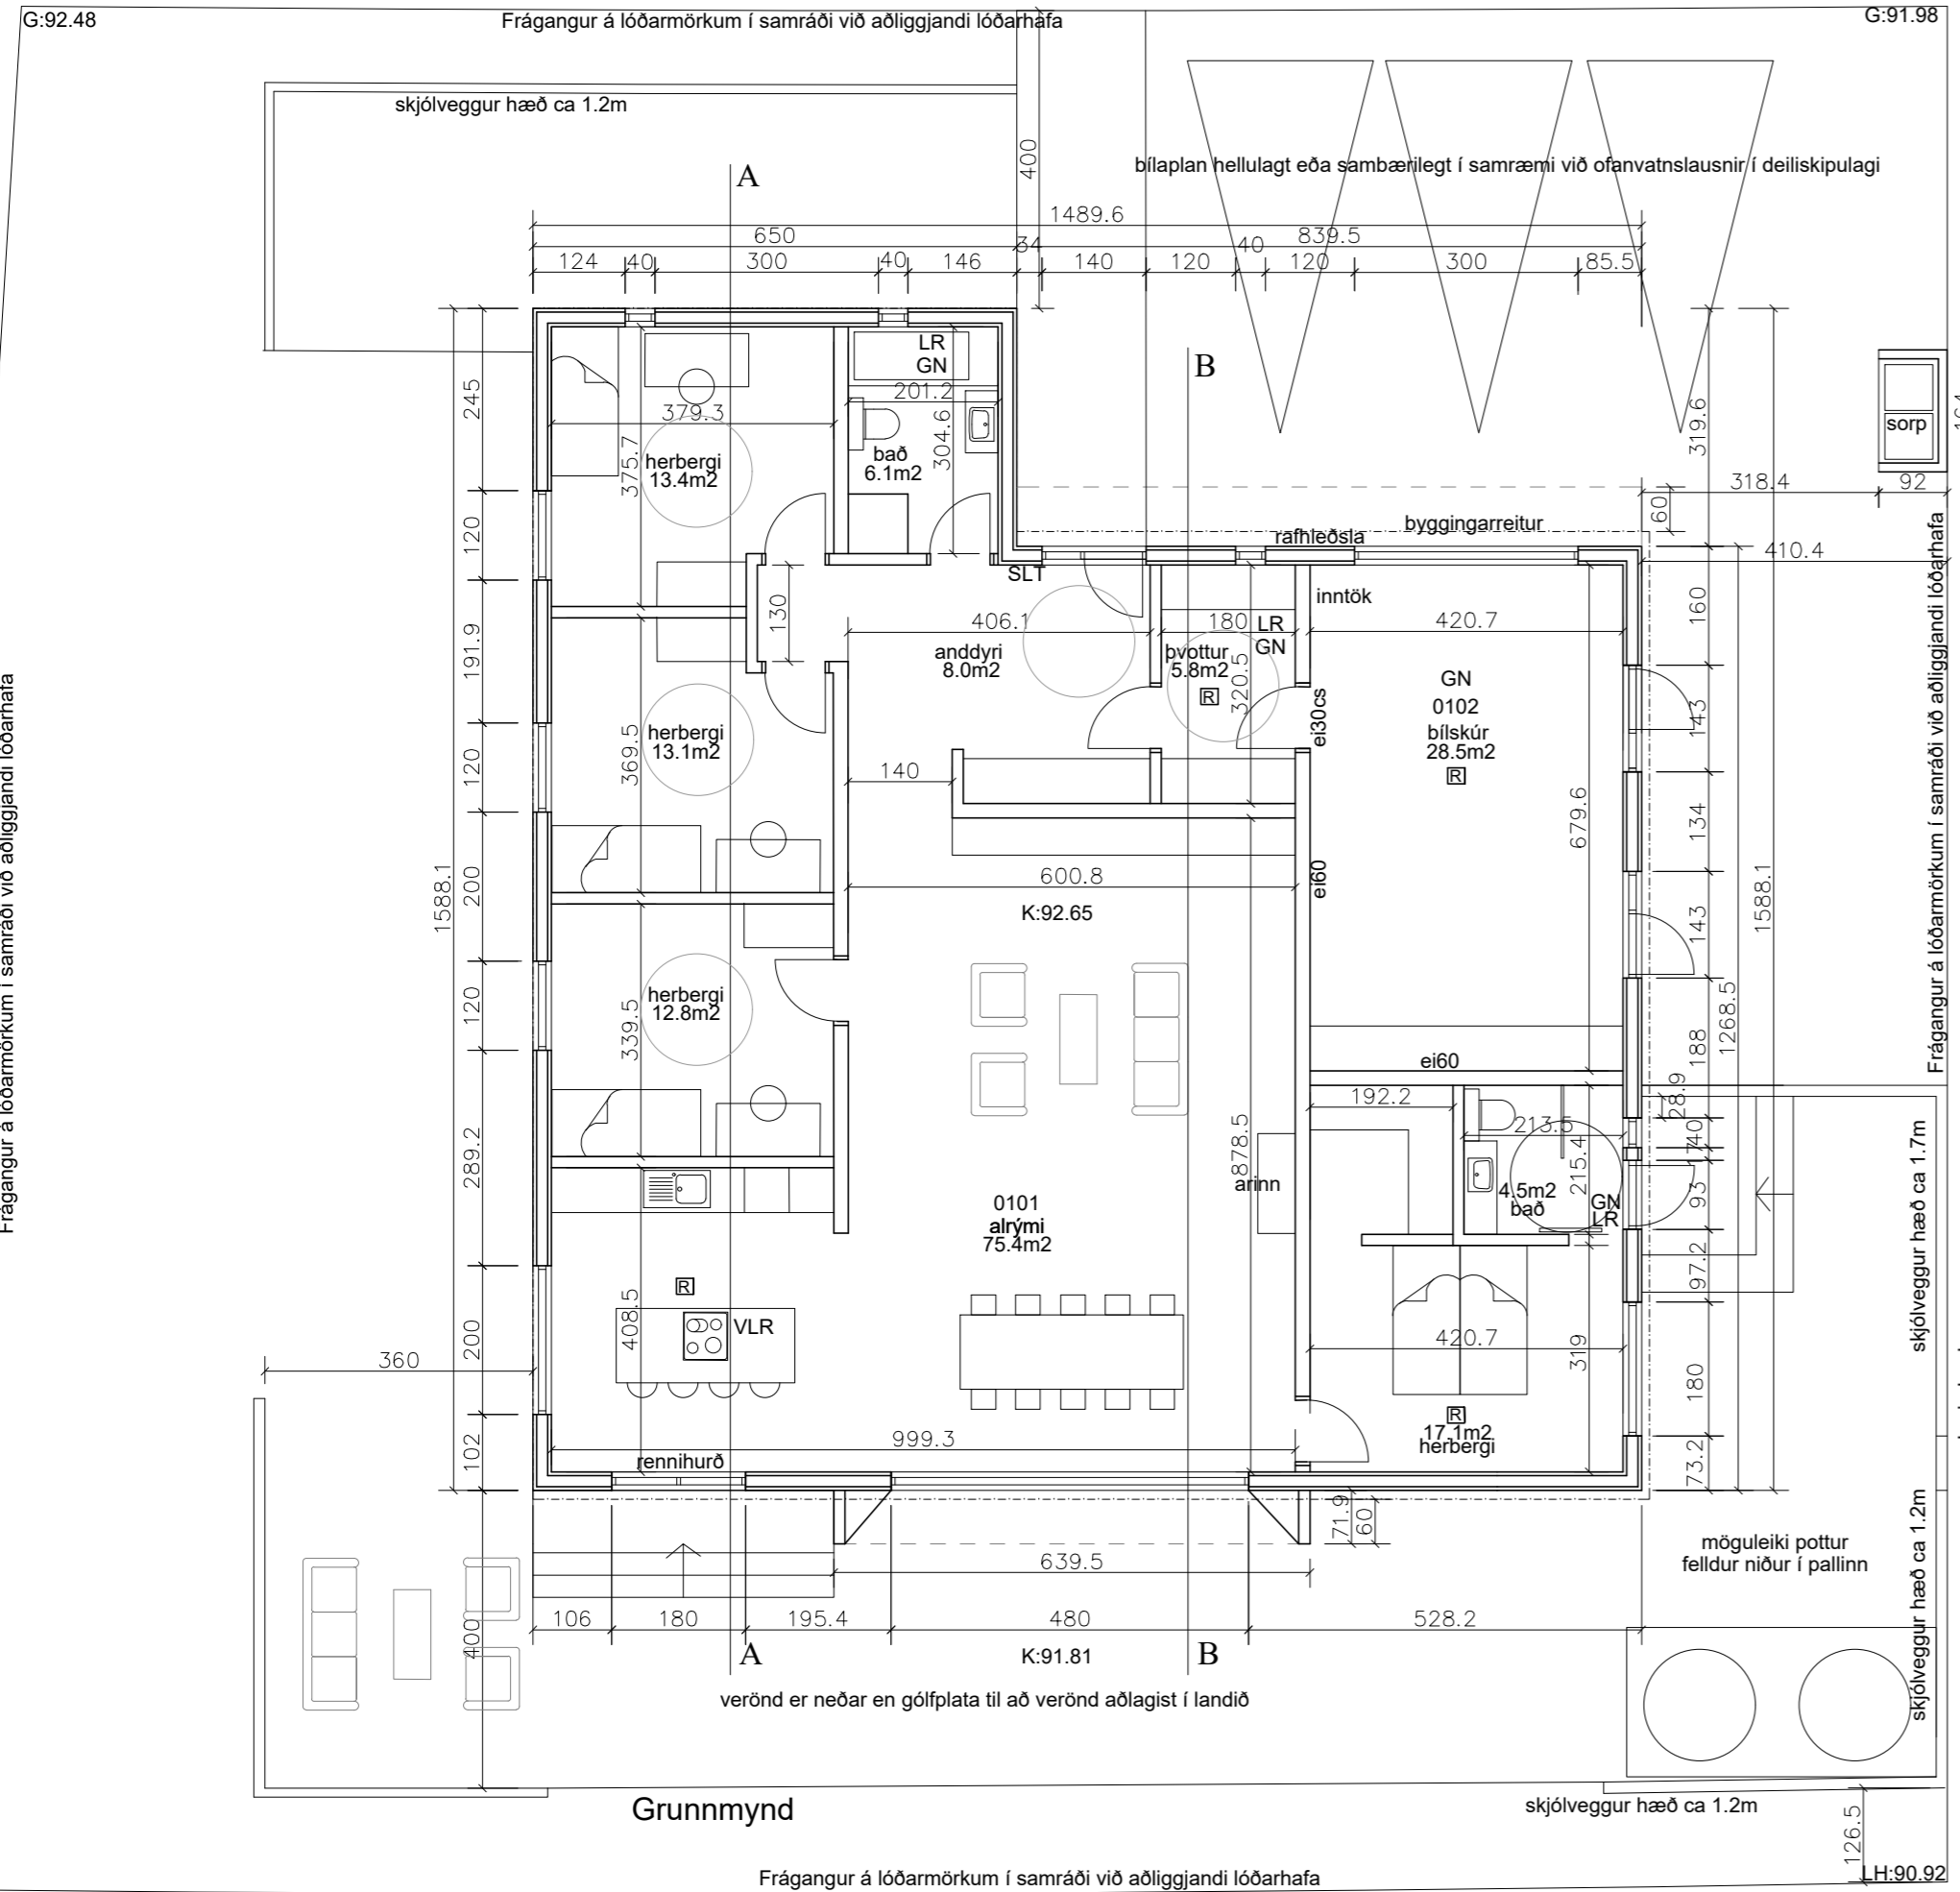 G:92.48
Frágangur á lóðarmörkum í samráði við aðliggjandi lóðarhafa
G:91.98
skjólveggur hæð ca 1.2m
400
bílaplan hellulagt eða sambærilegt í samræmi við ofanvatnslausnir í deiliskipulagi
A
1489.6
650
839.5
34
40
124
40
300
40
146
140
120
120
300
85.5
B
LR
GN
201.2
379.3
375.7
304.6
herbergi
13.4m2
bað
6.1m2
245
120
191.9
120
200
120
289.2
200
102
1588.1
319.6
sorp
164
318.4
92
60
410.4
byggingarreitur
rafhleðsla
SLT
inntök
130
406.1
180
LR
GN
420.7
anddyri
8.0m2
þvottur
5.8m2
R
320.5
ei30cs
GN
0102
bílskúr
28.5m2
R
160
143
134
143
188
28.9
40
7
93
97.2
180
73.2
1268.5
1588.1
679.6
369.5
herbergi
13.1m2
140
600.8
ei60
K:92.65
herbergi
12.8m2
339.5
ei60
192.2
213.5
215.4
878.5
arinn
4.5m2
bað
GN
LR
0101
alrými
75.4m2
R
408.5
VLR
420.7
319
360
R
17.1m2
herbergi
999.3
rennihurð
71.9
60
639.5
möguleiki pottur
felldur niður í pallinn
106
180
195.4
480
528.2
400
A
K:91.81
B
verönd er neðar en gólfplata til að verönd aðlagist í landið
Grunnmynd
skjólveggur hæð ca 1.2m
126.5
LH:90.92
Frágangur á lóðarmörkum í samráði við aðliggjandi lóðarhafa
Frágangur á lóðarmörkum í samráði við aðliggjandi lóðarhafa
Frágangur á lóðarmörkum í samráði við aðliggjandi lóðarhafa
skjólveggur hæð ca 1.7m
skjólveggur hæð ca 1.2m